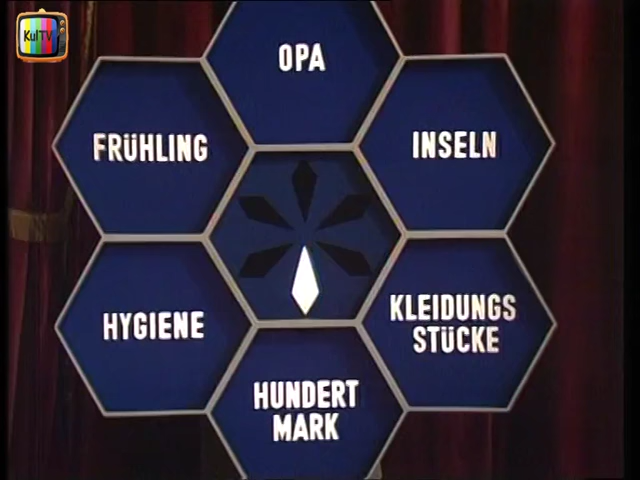 KulTV
OPA
FRÜHLING
INSELN
HYGIENE
KLEIDUNGS
STÜCKE
HUNDERT
MARK